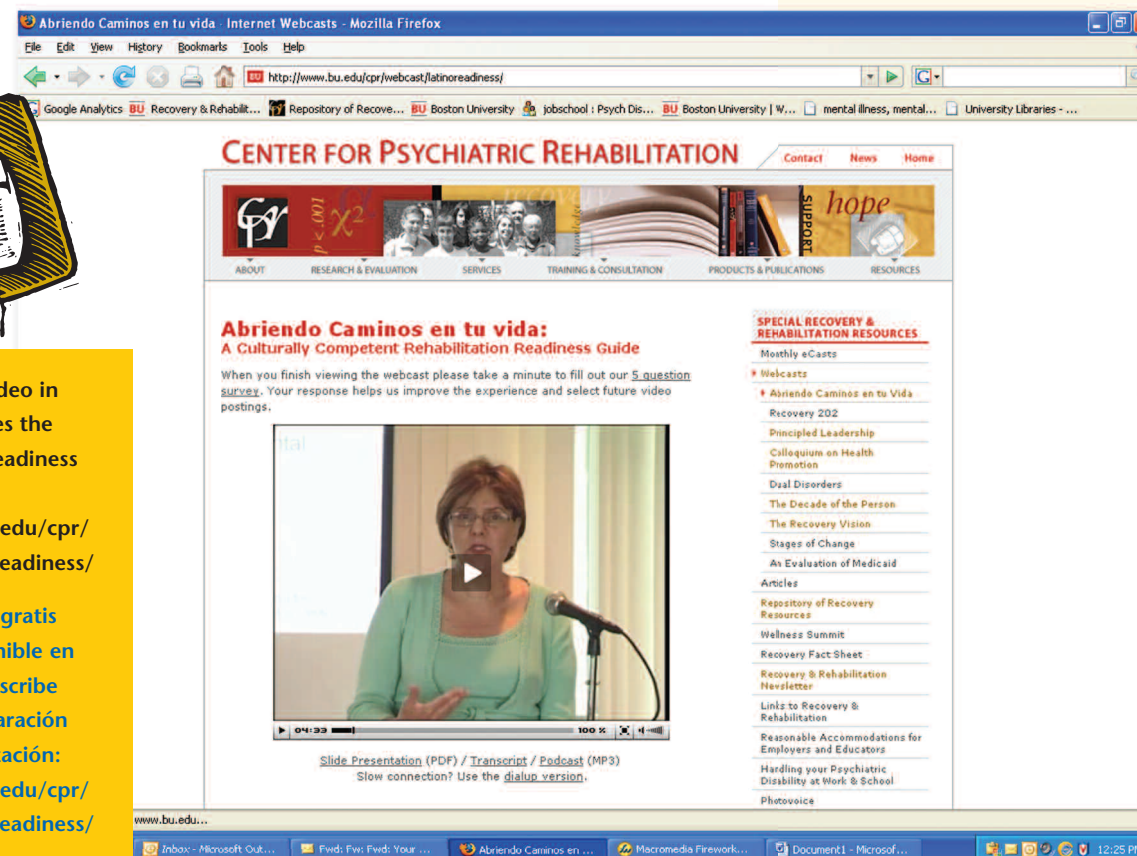 Abriendo Caminos en tu vida - Internet Webcasts - Mozilla Firefox
File Edit View History Bookmarks Tools Help
http://www.bu.edu/cpr/webcast/latinoreadiness/
Google Analytics BU Recovery & Rehabilit... Repository of Recove... BU Boston University jobschool : Psych Dis... BU Boston University | W... mental illness, mental... University Libraries - ...
CENTER FOR PSYCHIATRIC REHABILITATION
Contact News Home
cpr p < .001 χ2 recovery knowledge SUPPORT hope
ABOUT RESEARCH & EVALUATION SERVICES TRAINING & CONSULTATION PRODUCTS & PUBLICATIONS RESOURCES
Abriendo Caminos en tu vida:
A Culturally Competent Rehabilitation Readiness Guide
When you finish viewing the webcast please take a minute to fill out our 5 question
survey. Your response helps us improve the experience and select future video
postings.
ntal
04:33 100 %
Slide Presentation (PDF) / Transcript / Podcast (MP3)
Slow connection? Use the dialup version.
SPECIAL RECOVERY &
REHABILITATION RESOURCES
Monthly eCasts
Webcasts
Abriendo Caminos en tu Vida
Recovery 202
Principled Leadership
Colloquium on Health
Promotion
Dual Disorders
The Decade of the Person
The Recovery Vision
Stages of Change
An Evaluation of Medicaid
Articles
Repository of Recovery
Resources
Wellness Summit
Recovery Fact Sheet
Recovery & Rehabilitation
Newsletter
Links to Recovery &
Rehabilitation
Reasonable Accommodations for
Employers and Educators
Handling your Psychiatric
Disability at Work & School
Photovoice
deo in
es the
eadiness
edu/cpr/
eadiness/
gratis
nible en
scribe
aración
ación:
edu/cpr/
eadiness/
www.bu.edu...
Inbox - Microsoft Out... Fwd: Fw: Fwd: Your ... Abriendo Caminos en ... Macromedia Firework... Document1 - Microsof... 12:25 PM